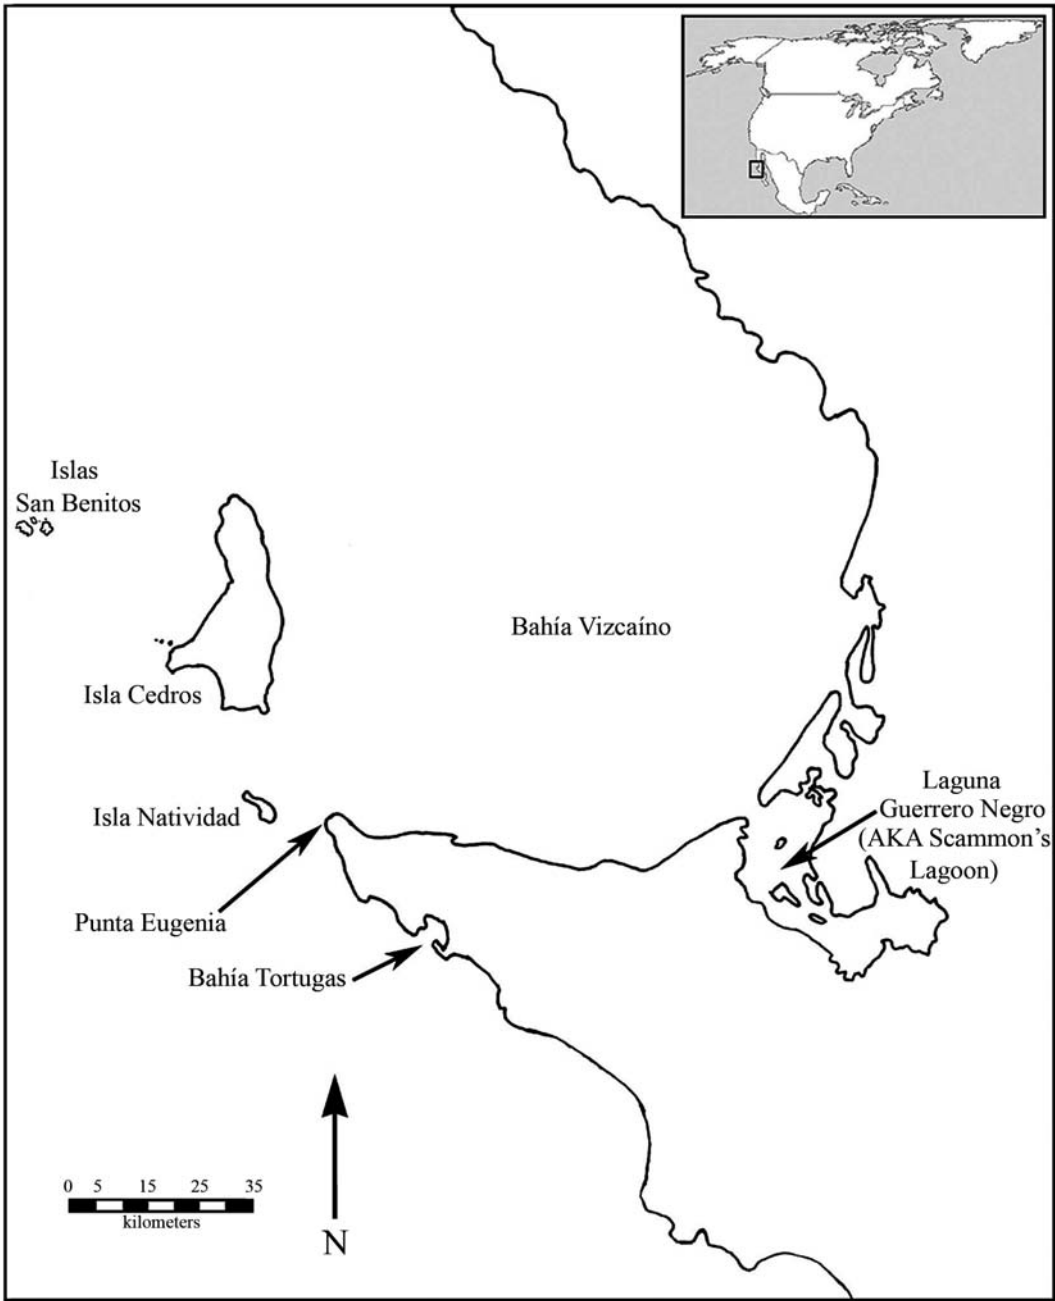 Islas
San Benitos
Bahía Vizcaíno
Isla Cedros
Laguna
Guerrero Negro
(AKA Scammon's
Lagoon)
Isla Natividad
Punta Eugenia
Bahía Tortugas
0 5 15 25 35
kilometers
N